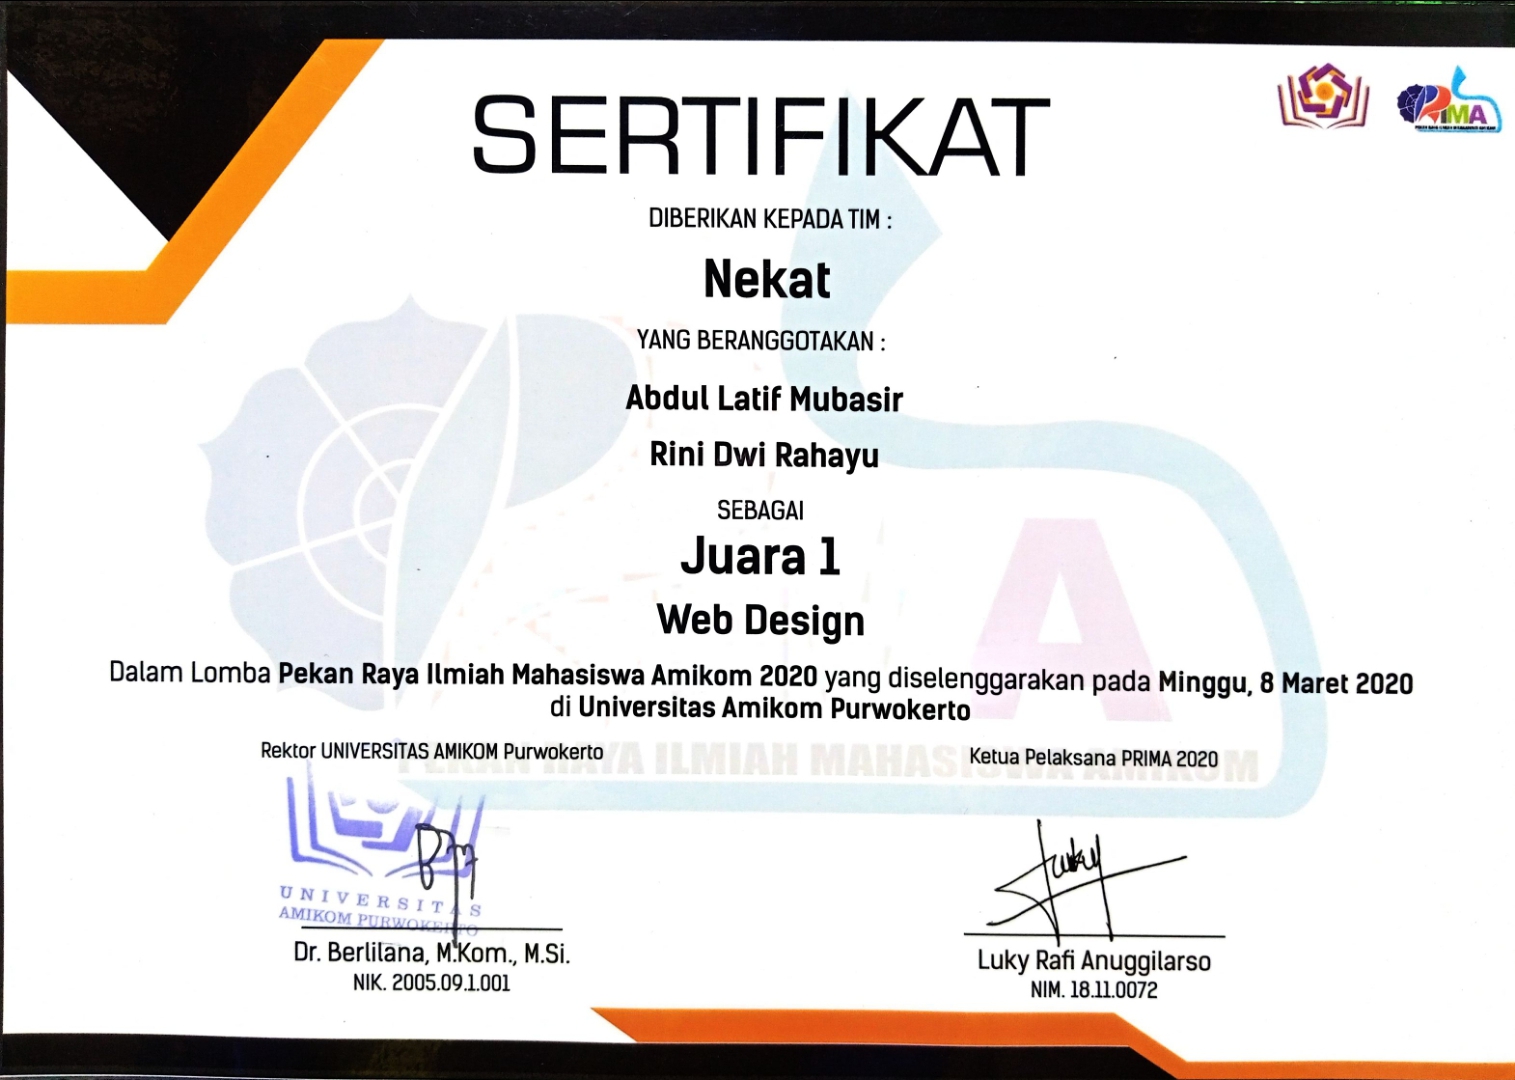 SERTIFIKAT
PRIMA
DIBERIKAN KEPADA TIM :
Nekat
YANG BERANGGOTAKAN :
Abdul Latif Mubasir
Rini Dwi Rahayu
SEBAGAI
Juara 1
Web Design
Dalam Lomba Pekan Raya Ilmiah Mahasiswa Amikom 2020 yang diselenggarakan pada Minggu, 8 Maret 2020
di Universitas Amikom Purwokerto
A
PEKAN RAYA ILMIAH MAHASISWA AMIKOM
Rektor UNIVERSITAS AMIKOM Purwokerto
Ketua Pelaksana PRIMA 2020
UNIVERSITAS
AMIKOM PURWOKERTO
Luky
Dr. Berlilana, M.Kom., M.Si.
NIK. 2005.09.1.001
Luky Rafi Anuggilarso
NIM. 18.11.0072